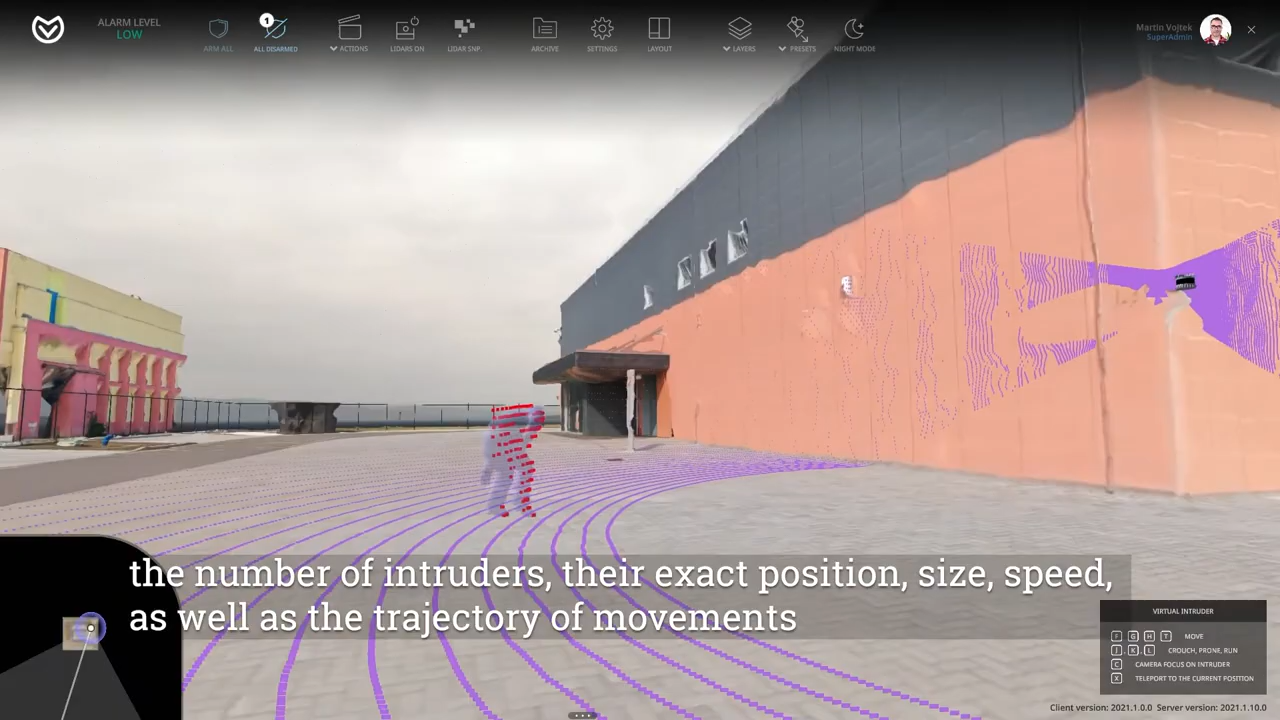 ALARM LEVEL
LOW
ARM ALL
1
ALL DISARMED
ACTIONS
LIDARS ON
LIDAR SNP.
ARCHIVE
SETTINGS
LAYOUT
LAYERS
PRESETS
NIGHT MODE
Martin Vojtek
SuperAdmin
the number of intruders, their exact position, size, speed,
as well as the trajectory of movements
VIRTUAL INTRUDER
F G H T MOVE
J, K, L CROUCH, PRONE, RUN
C CAMERA FOCUS ON INTRUDER
X TELEPORT TO THE CURRENT POSITION
Client version: 2021.1.0.0 Server version: 2021.1.10.0